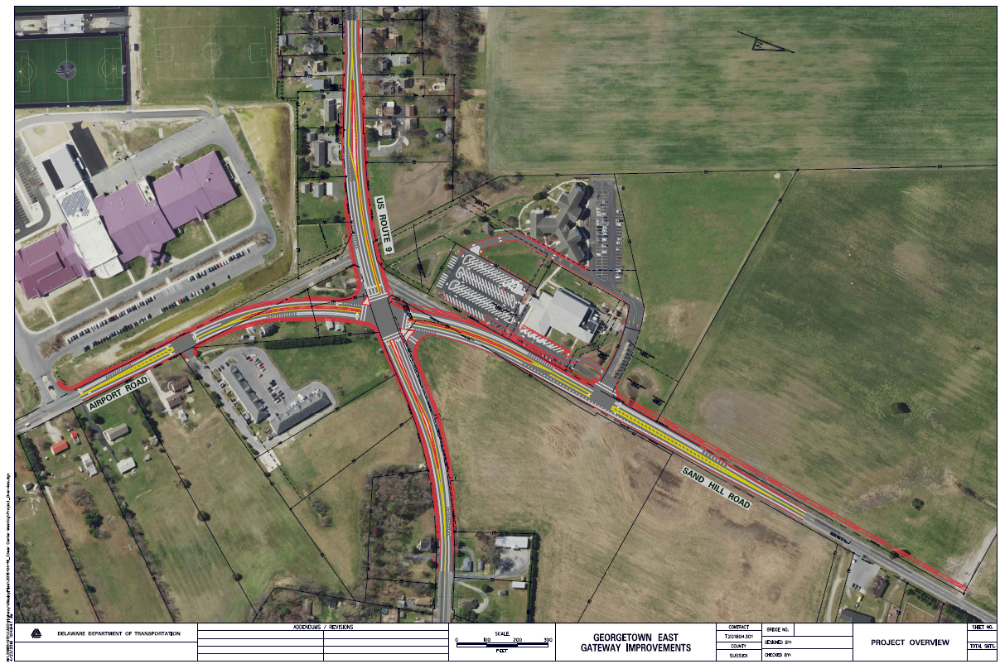 US ROUTE 9
AIRPORT ROAD
SAND HILL ROAD
DELAWARE DEPARTMENT OF TRANSPORTATION
ADDENDUMS / REVISIONS
SCALE
0 100 200 300
FEET
GEORGETOWN EAST
GATEWAY IMPROVEMENTS
CONTRACT
T201804301
COUNTY
SUSSEX
BRIDGE NO.
DESIGNED BY:
CHECKED BY:
PROJECT OVERVIEW
SHEET NO.
TOTAL SHTS.